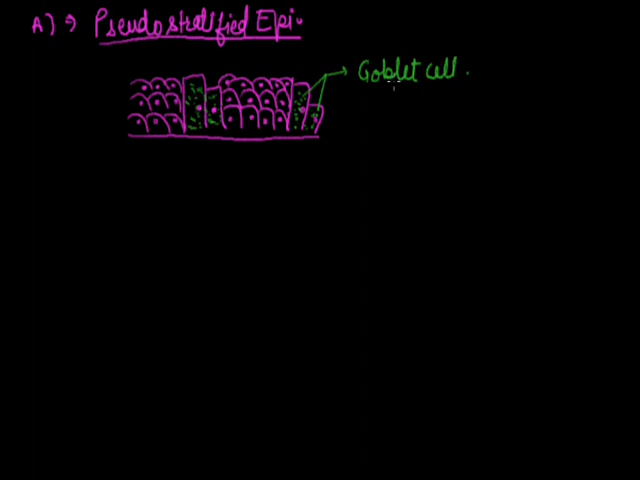 A) → Pseudostratified Epi.
→ Goblet cell.